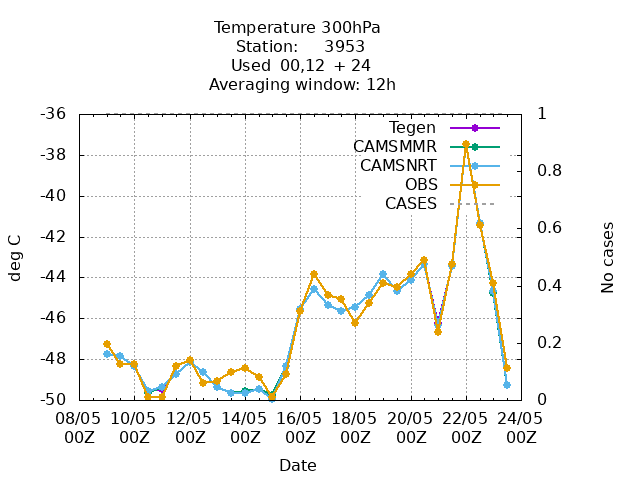 Temperature 300hPa
Station: 3953
Used 00,12 + 24
Averaging window: 12h
-36
-38
-40
-42
-44
-46
-48
-50
1
0.8
0.6
0.4
0.2
0
Tegen
CAMSMMR
CAMSNRT
OBS
CASES
deg C
No cases
08/05 10/05 12/05 14/05 16/05 18/05 20/05 22/05 24/05
00Z 00Z 00Z 00Z 00Z 00Z 00Z 00Z 00Z
Date